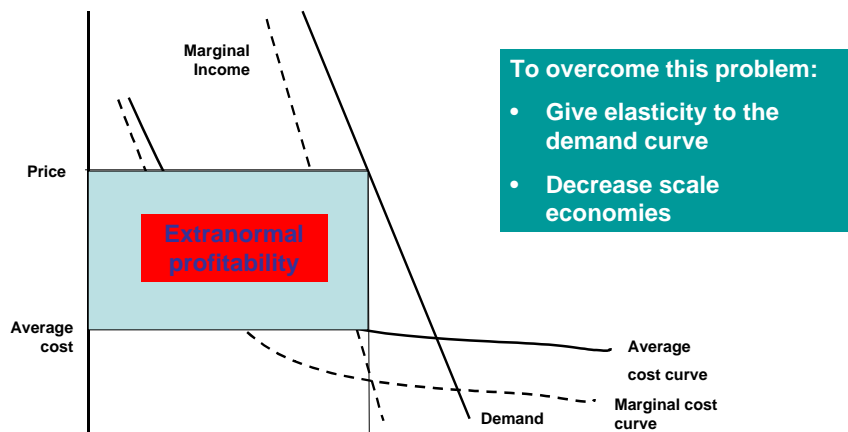 Marginal
Income
To overcome this problem:
• Give elasticity to the
demand curve
• Decrease scale
economies
Price
Extranormal
profitability
Average
cost
Average
cost curve
Demand
Marginal cost
curve